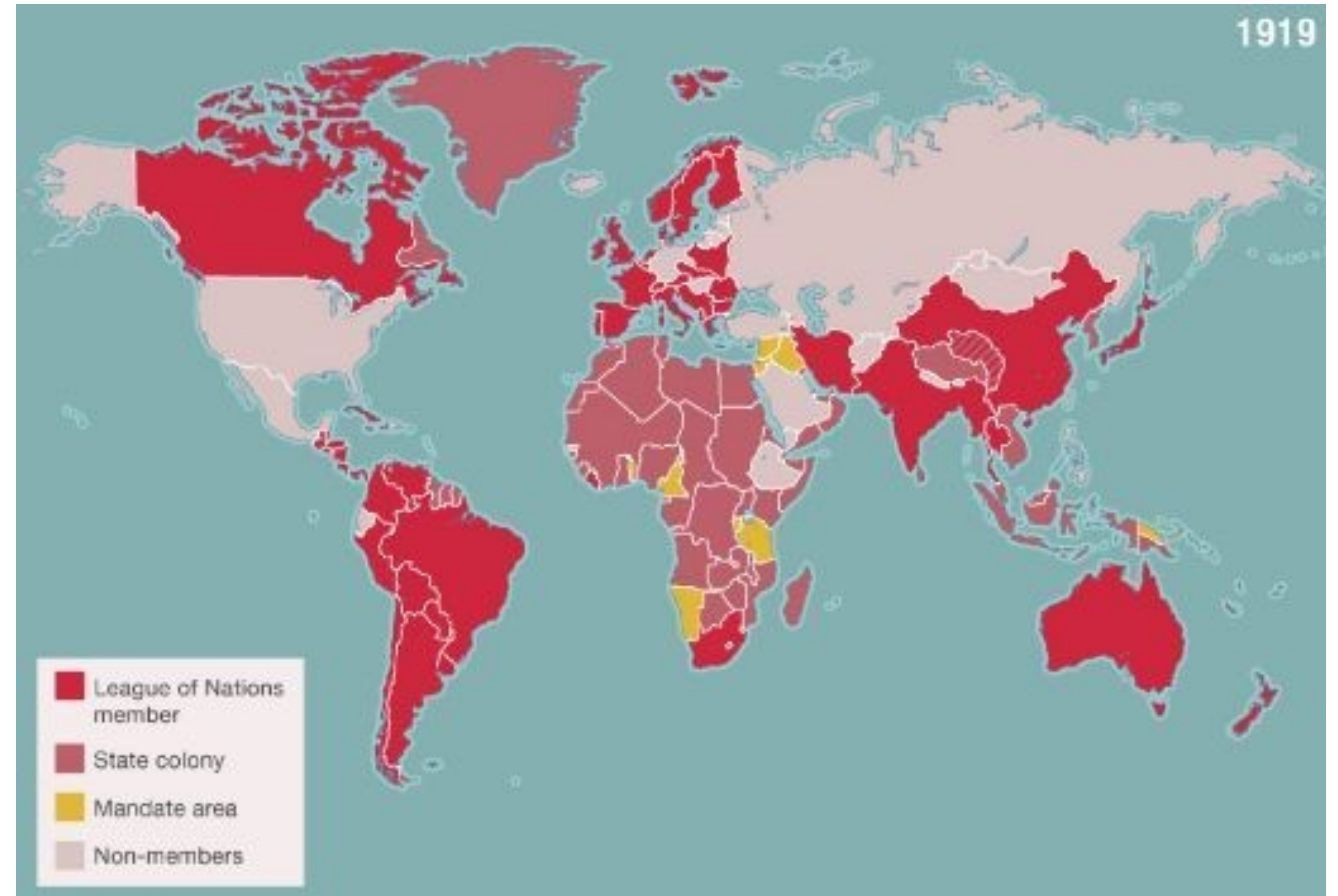 1919
League of Nations
member
State colony
Mandate area
Non-members